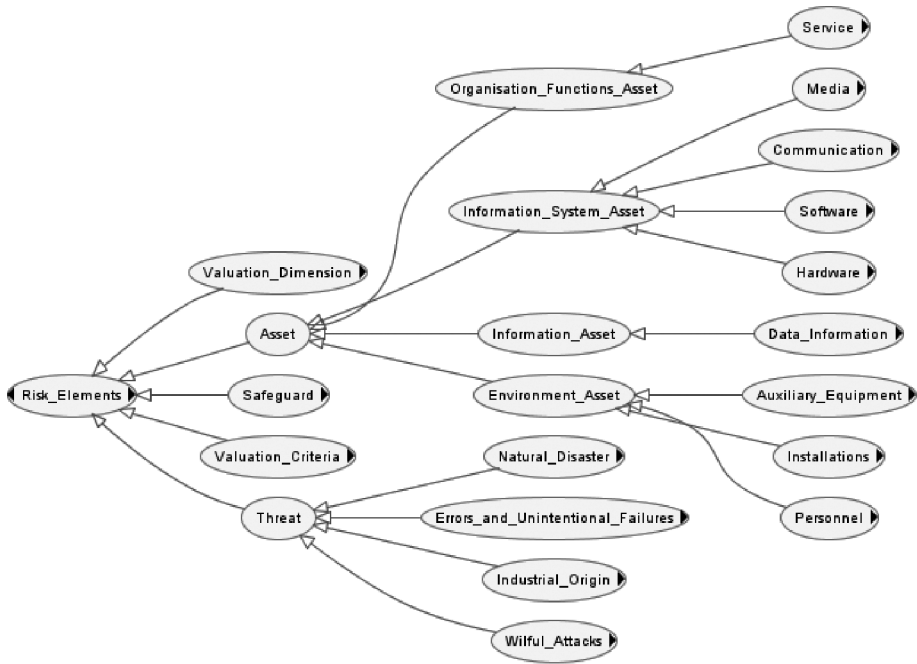 Service
Organisation_Functions_Asset
Media
Communication
Information_System_Asset
Software
Valuation_Dimension
Hardware
Asset
Information_Asset
Data_Information
Risk_Elements
Safeguard
Environment_Asset
Auxiliary_Equipment
Valuation_Criteria
Natural_Disaster
Installations
Threat
Errors_and_Unintentional_Failures
Personnel
Industrial_Origin
Wilful_Attacks